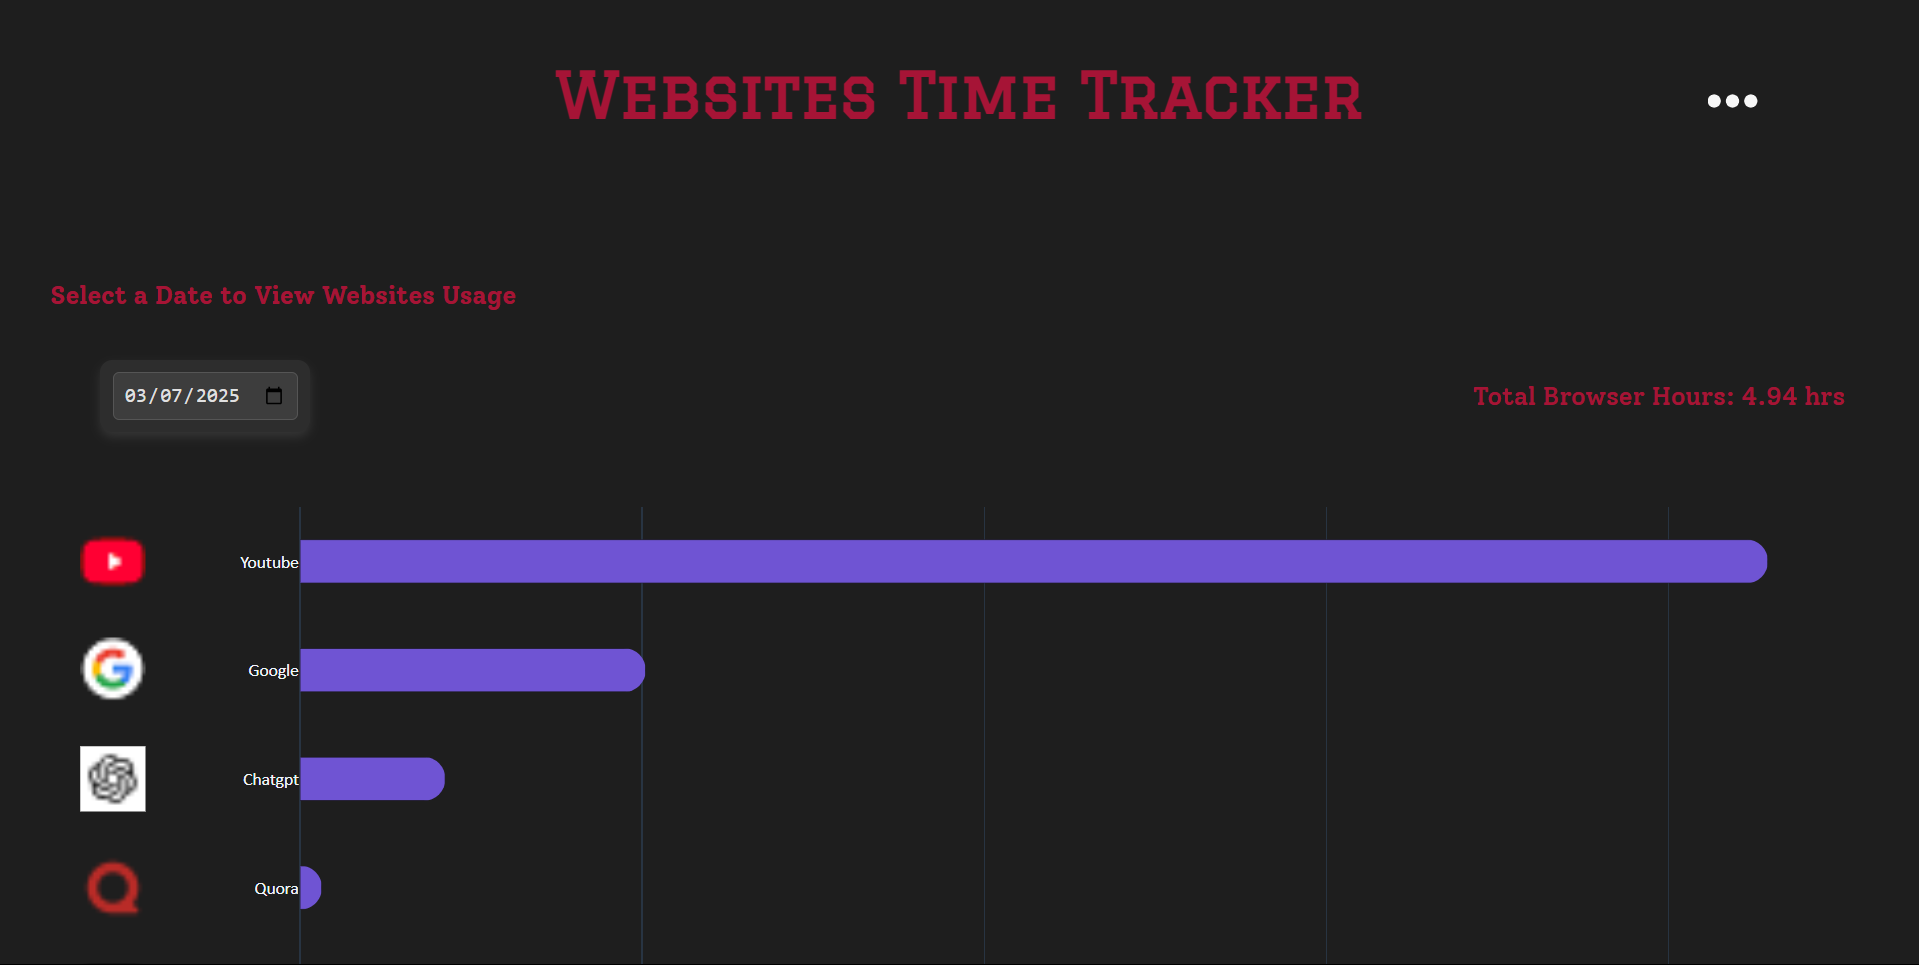 Websites Time Tracker
Select a Date to View Websites Usage
03/07/2025
Total Browser Hours: 4.94 hrs
Youtube
Google
Chatgpt
Quora